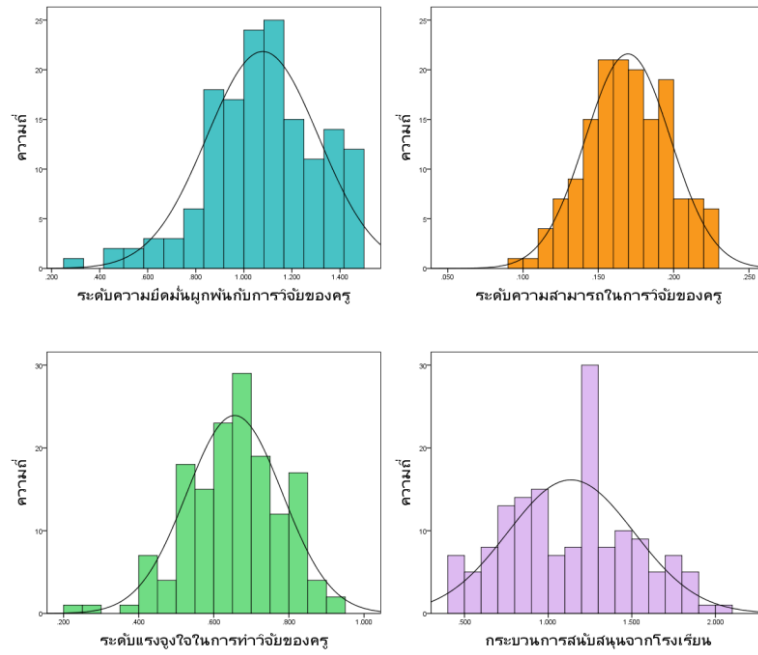 25
20
15
10
5
0
ความถี่
.200 .400 .600 .800 1.000 1.200 1.400
ระดับความยึดมั่นผูกพันกับการวิจัยของครู
25
20
15
10
5
0
ความถี่
.050 .100 .150 .200 .250
ระดับความสามารถในการวิจัยของครู
30
20
10
0
ความถี่
.200 .400 .600 .800 1.000
ระดับแรงจูงใจในการทำวิจัยของครู
30
20
10
0
ความถี่
.500 1.000 1.500 2.000
กระบวนการสนับสนุนจากโรงเรียน